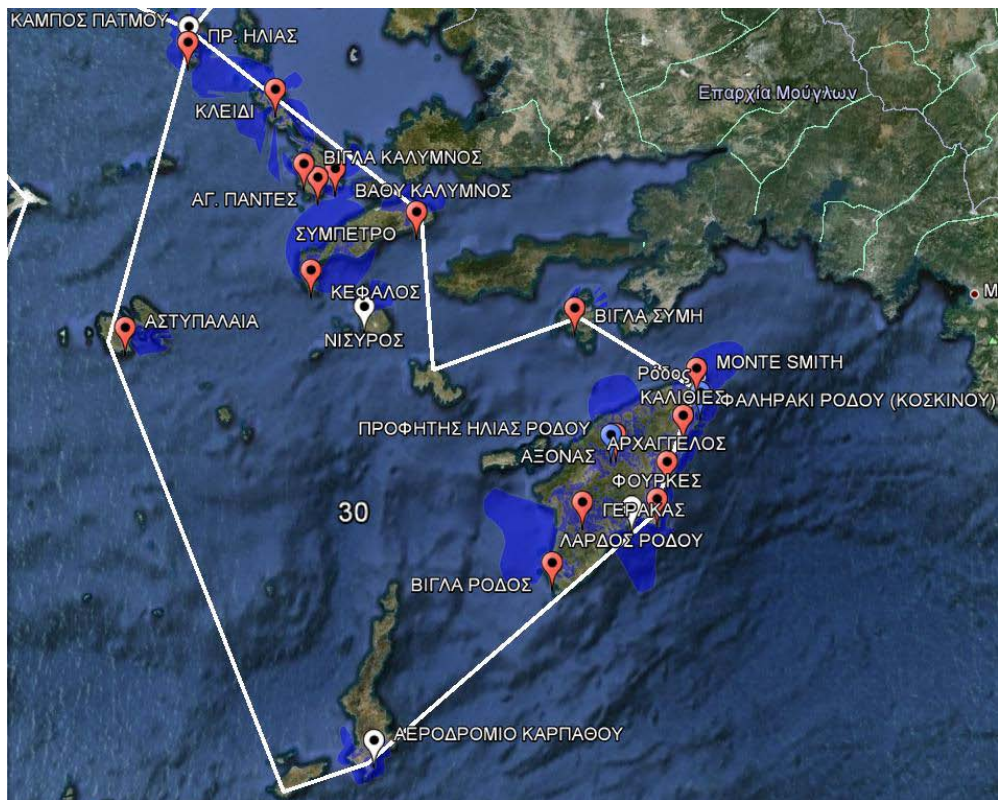 ΚΑΜΠΟΣ ΠΑΤΜΟΥ
ΠΡ. ΗΛΙΑΣ
ΚΛΕΙΔΙ
Επαρχία Μούγλων
ΒΙΓΛΑ ΚΑΛΥΜΝΟΣ
ΑΓ. ΠΑΝΤΕΣ
ΒΑΘΥ ΚΑΛΥΜΝΟΣ
ΣΥΜΠΕΤΡΟ
ΚΕΦΑΛΟΣ
Μ
ΑΣΤΥΠΑΛΑΙΑ
ΝΙΣΥΡΟΣ
ΒΙΓΛΑ ΣΥΜΗ
MONTE SMITH
Ρόδος
ΚΑΛΙΘΙΕΣ
ΦΑΛΗΡΑΚΙ ΡΟΔΟΥ (ΚΟΣΚΙΝΟΥ)
ΠΡΟΦΗΤΗΣ ΗΛΙΑΣ ΡΟΔΟΥ
ΑΡΧΑΓΓΕΛΟΣ
ΑΞΟΝΑΣ
ΦΟΥΡΚΕΣ
30
ΓΕΡΑΚΑΣ
ΛΑΡΔΟΣ ΡΟΔΟΥ
ΒΙΓΛΑ ΡΟΔΟΣ
ΑΕΡΟΔΡΟΜΙΟ ΚΑΡΠΑΘΟΥ